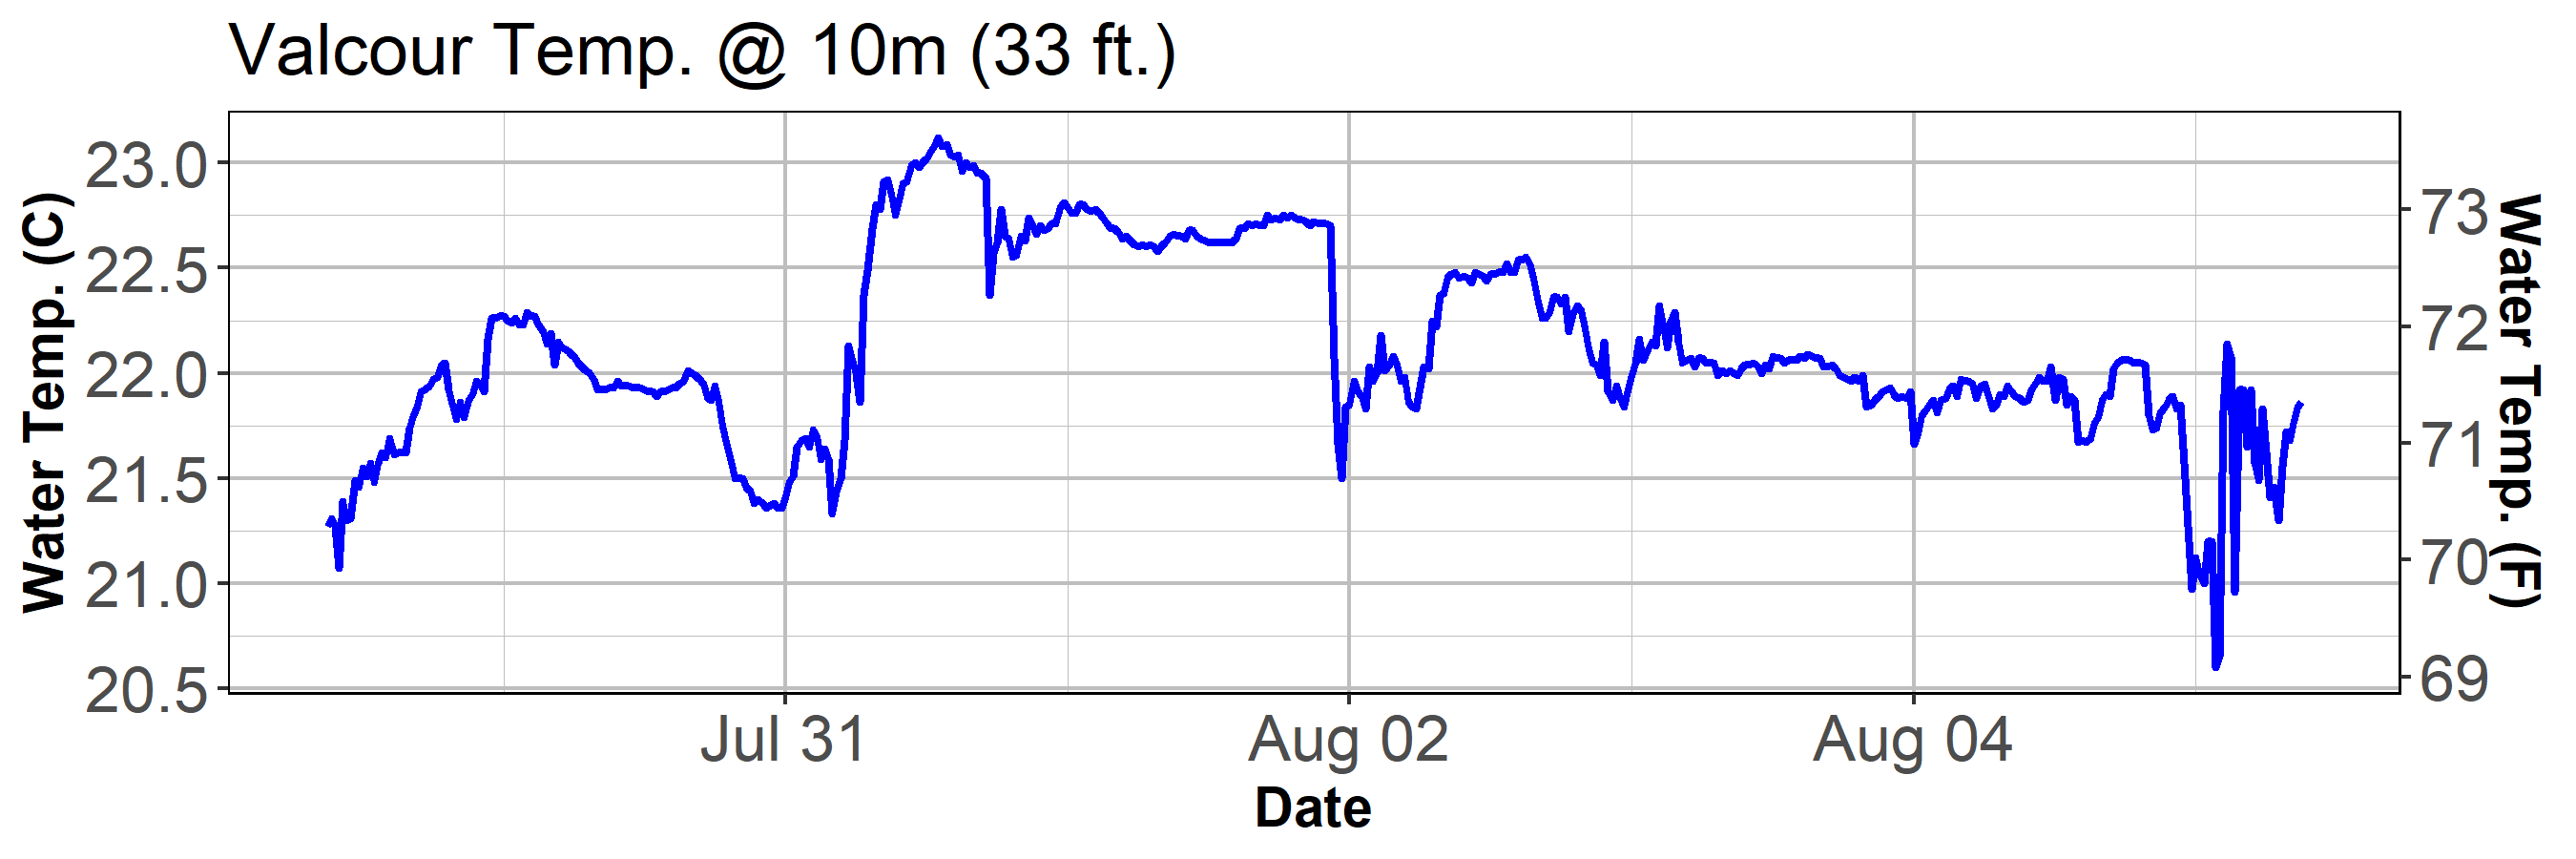 Valcour Temp. @ 10m (33 ft.)
Water Temp. (C)
23.0
22.5
22.0
21.5
21.0
20.5
73
72
71
70
69
Water Temp. (F)
Jul 31
Aug 02
Aug 04
Date